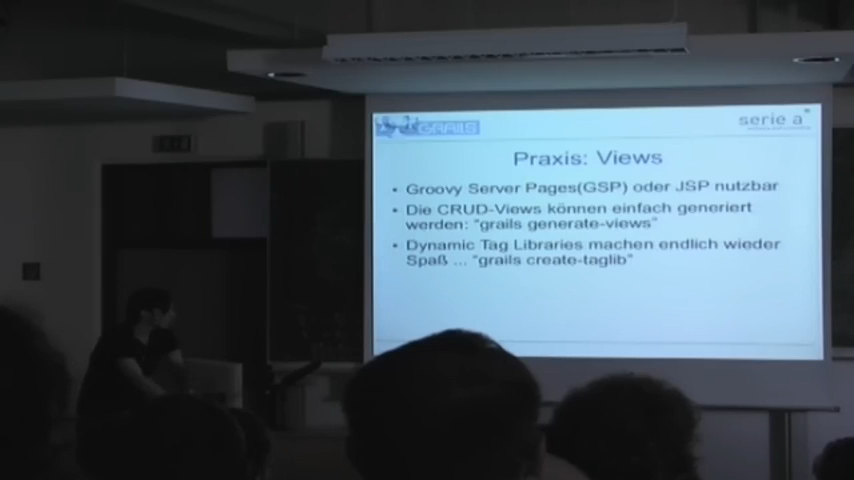 GRAILS
serie a
Praxis: Views
• Groovy Server Pages(GSP) oder JSP nutzbar
• Die CRUD-Views können einfach generiert
werden: "grails generate-views"
• Dynamic Tag Libraries machen endlich wieder
Spaß ... "grails create-taglib"